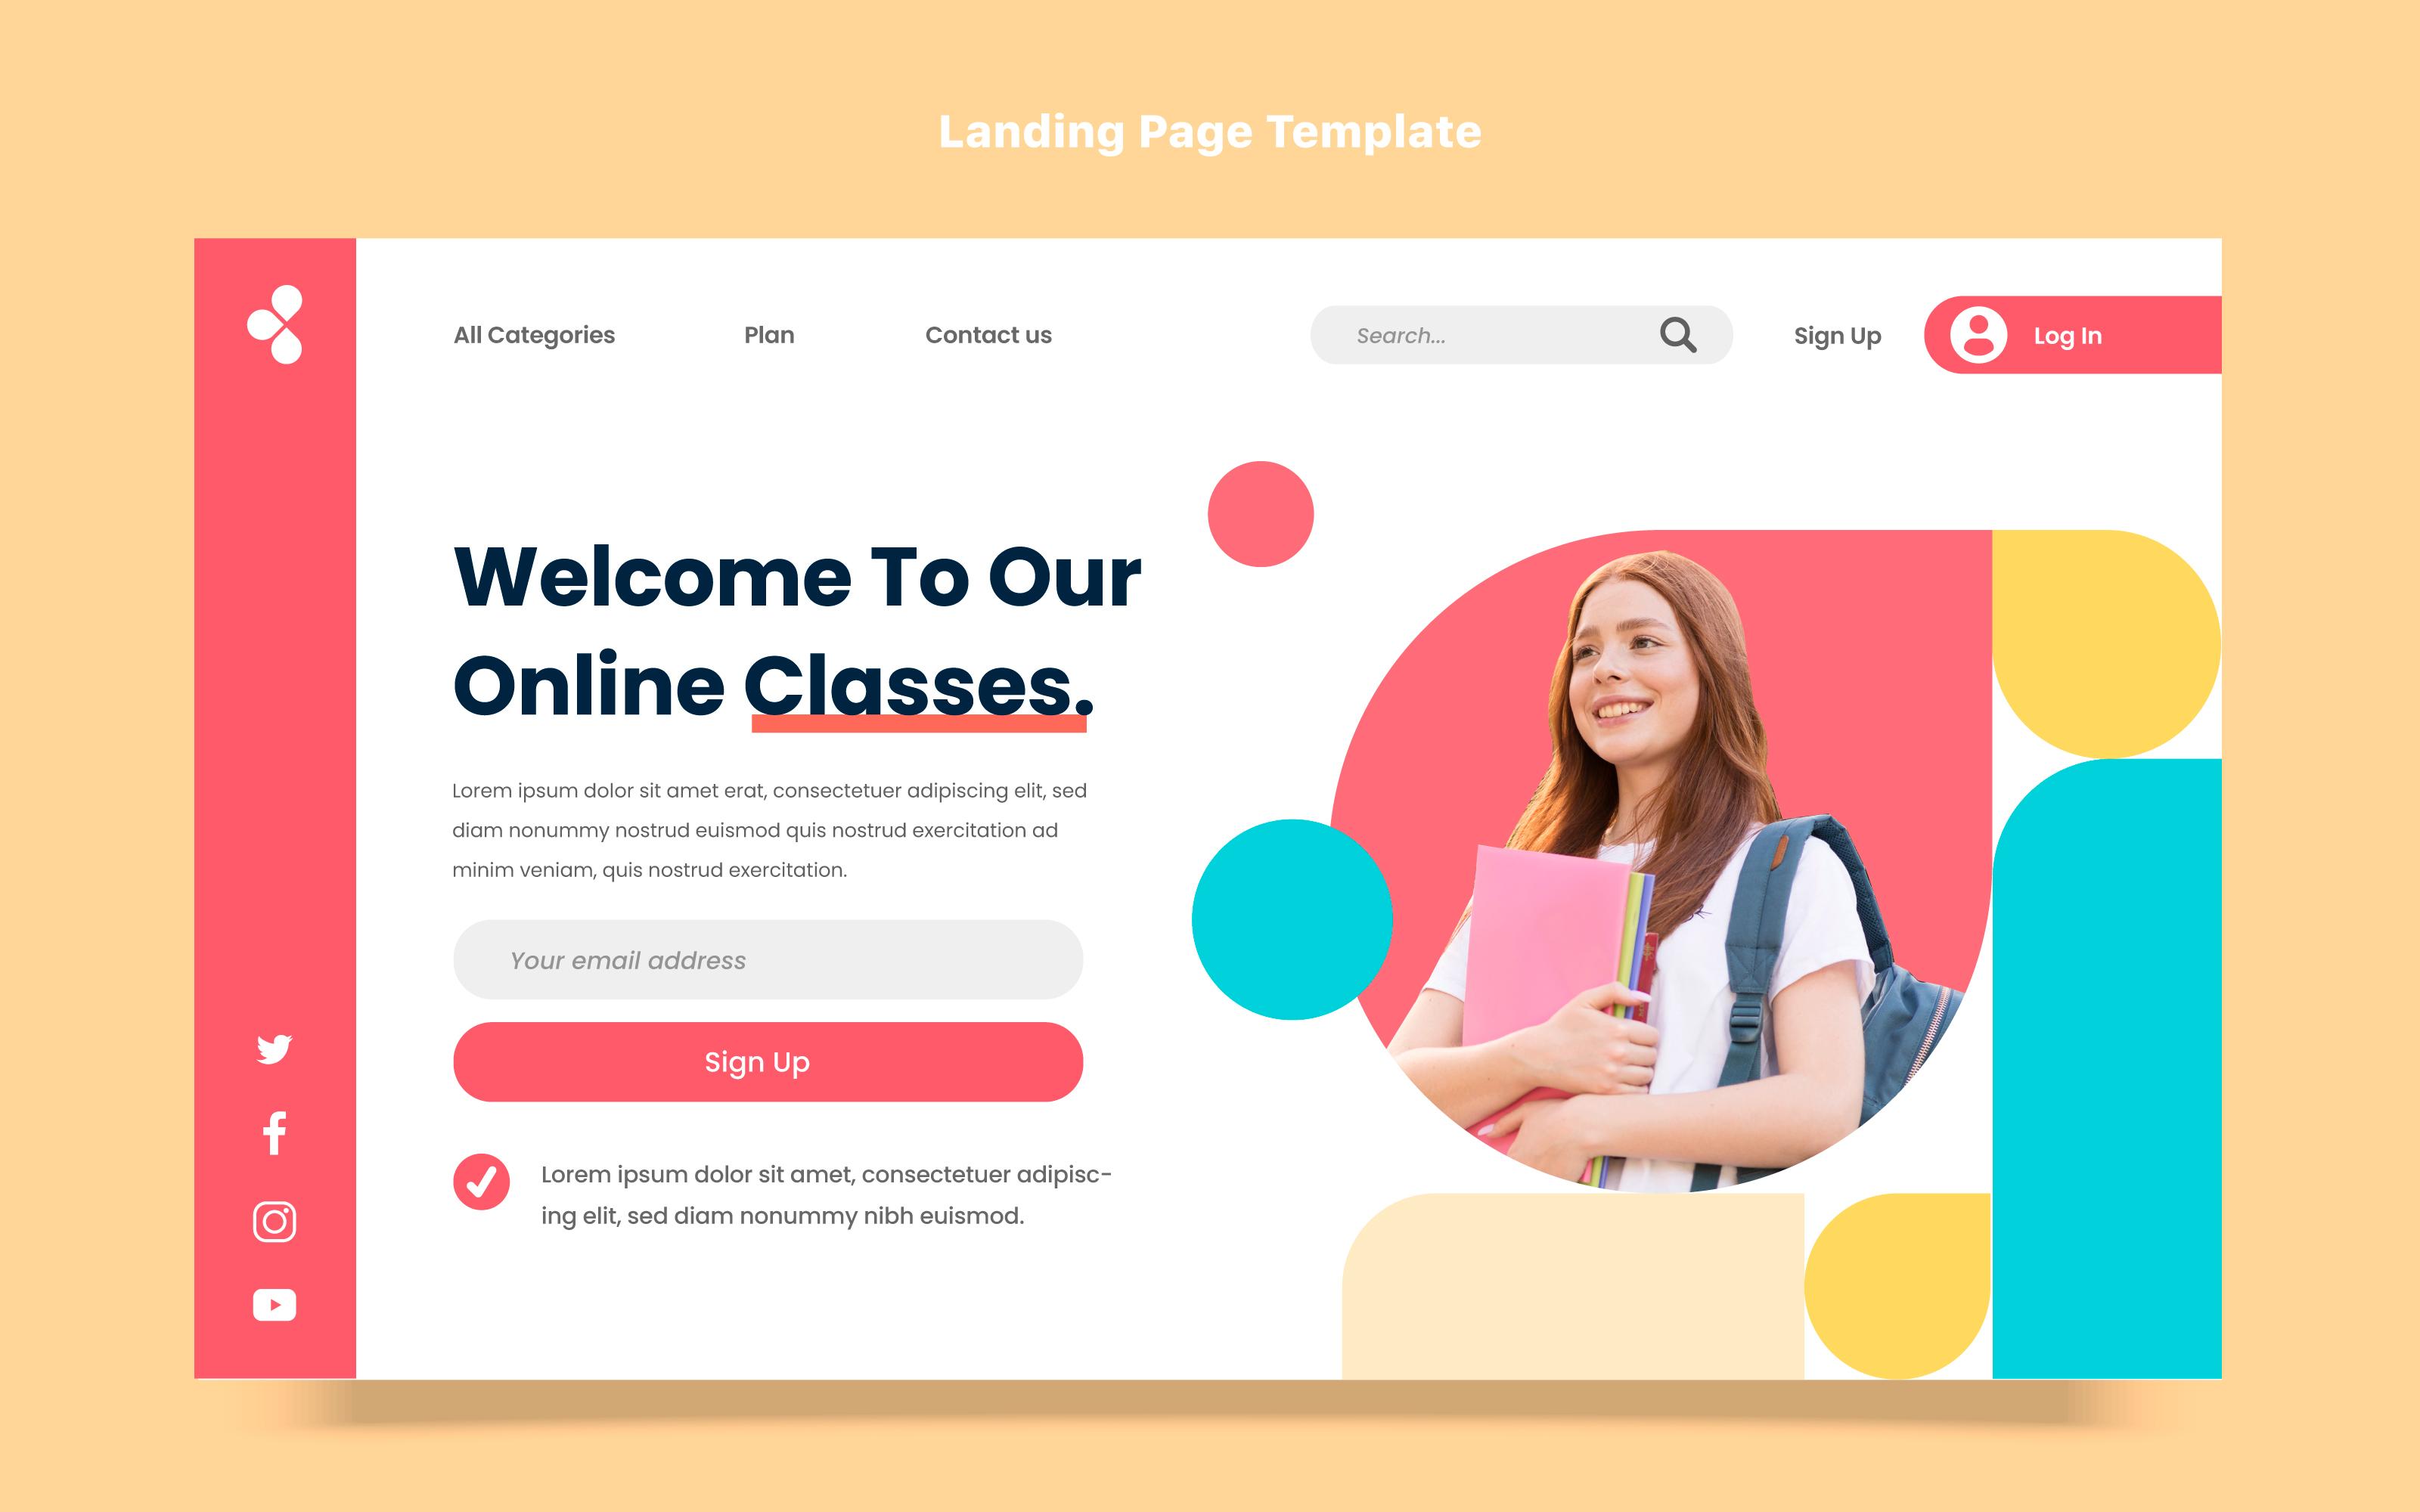 Landing Page Template
All Categories
Plan
Contact us
Search...
Sign Up
Log In
Welcome To Our
Online Classes.
Lorem ipsum dolor sit amet erat, consectetuer adipiscing elit, sed
diam nonummy nostrud euismod quis nostrud exercitation ad
minim veniam, quis nostrud exercitation.
Your email address
Sign Up
Lorem ipsum dolor sit amet, consectetuer adipisc-
ing elit, sed diam nonummy nibh euismod.